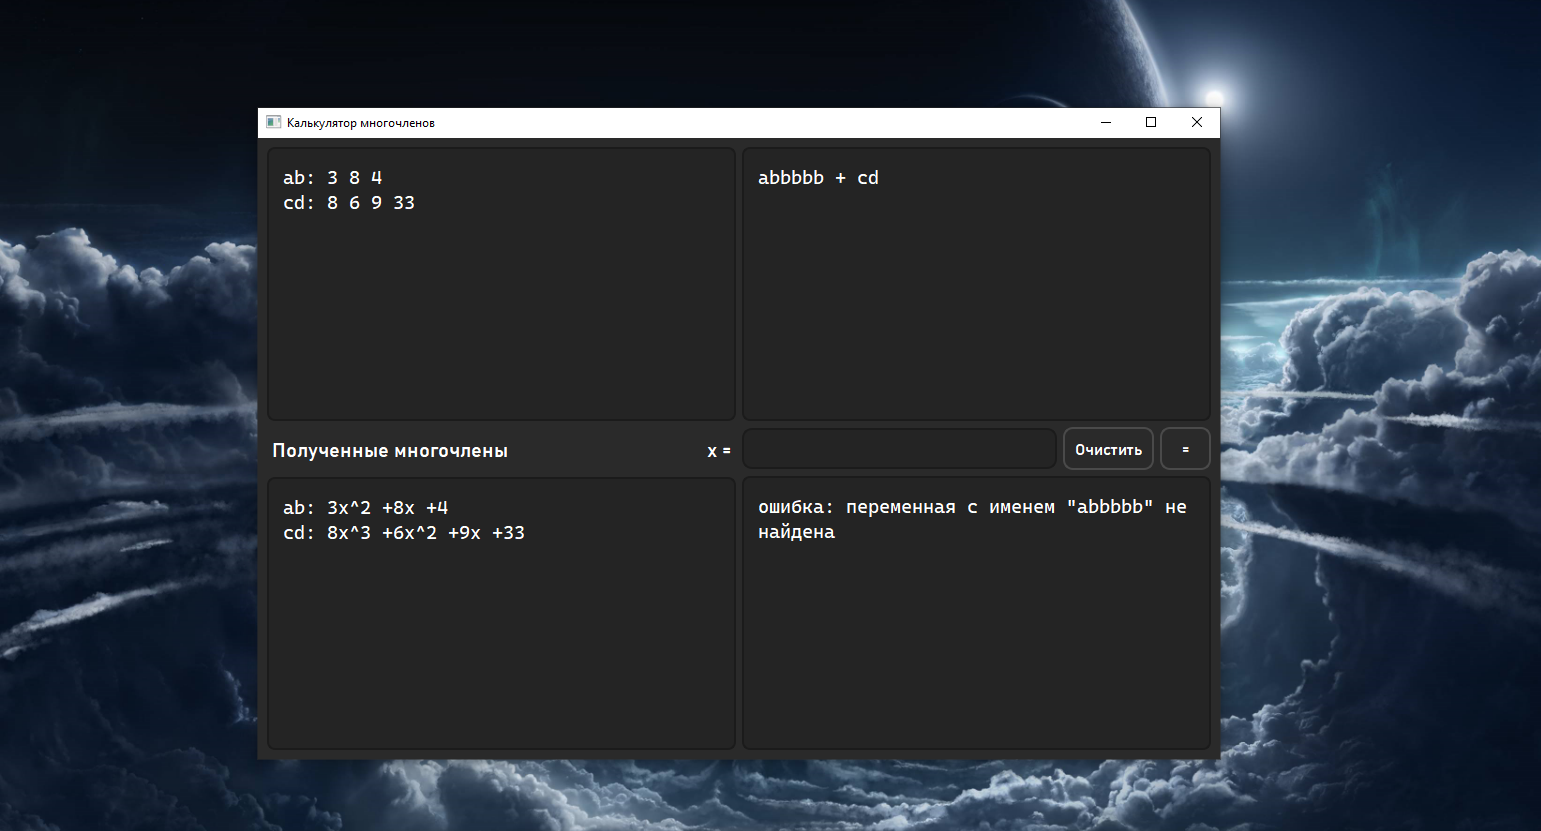 Калькулятор многочленов
ab: 3 8 4
cd: 8 6 9 33
abbbbb + cd
Полученные многочлены
x =
Очистить
=
ab: 3x^2 +8x +4
cd: 8x^3 +6x^2 +9x +33
ошибка: переменная с именем "abbbbb" не
найдена